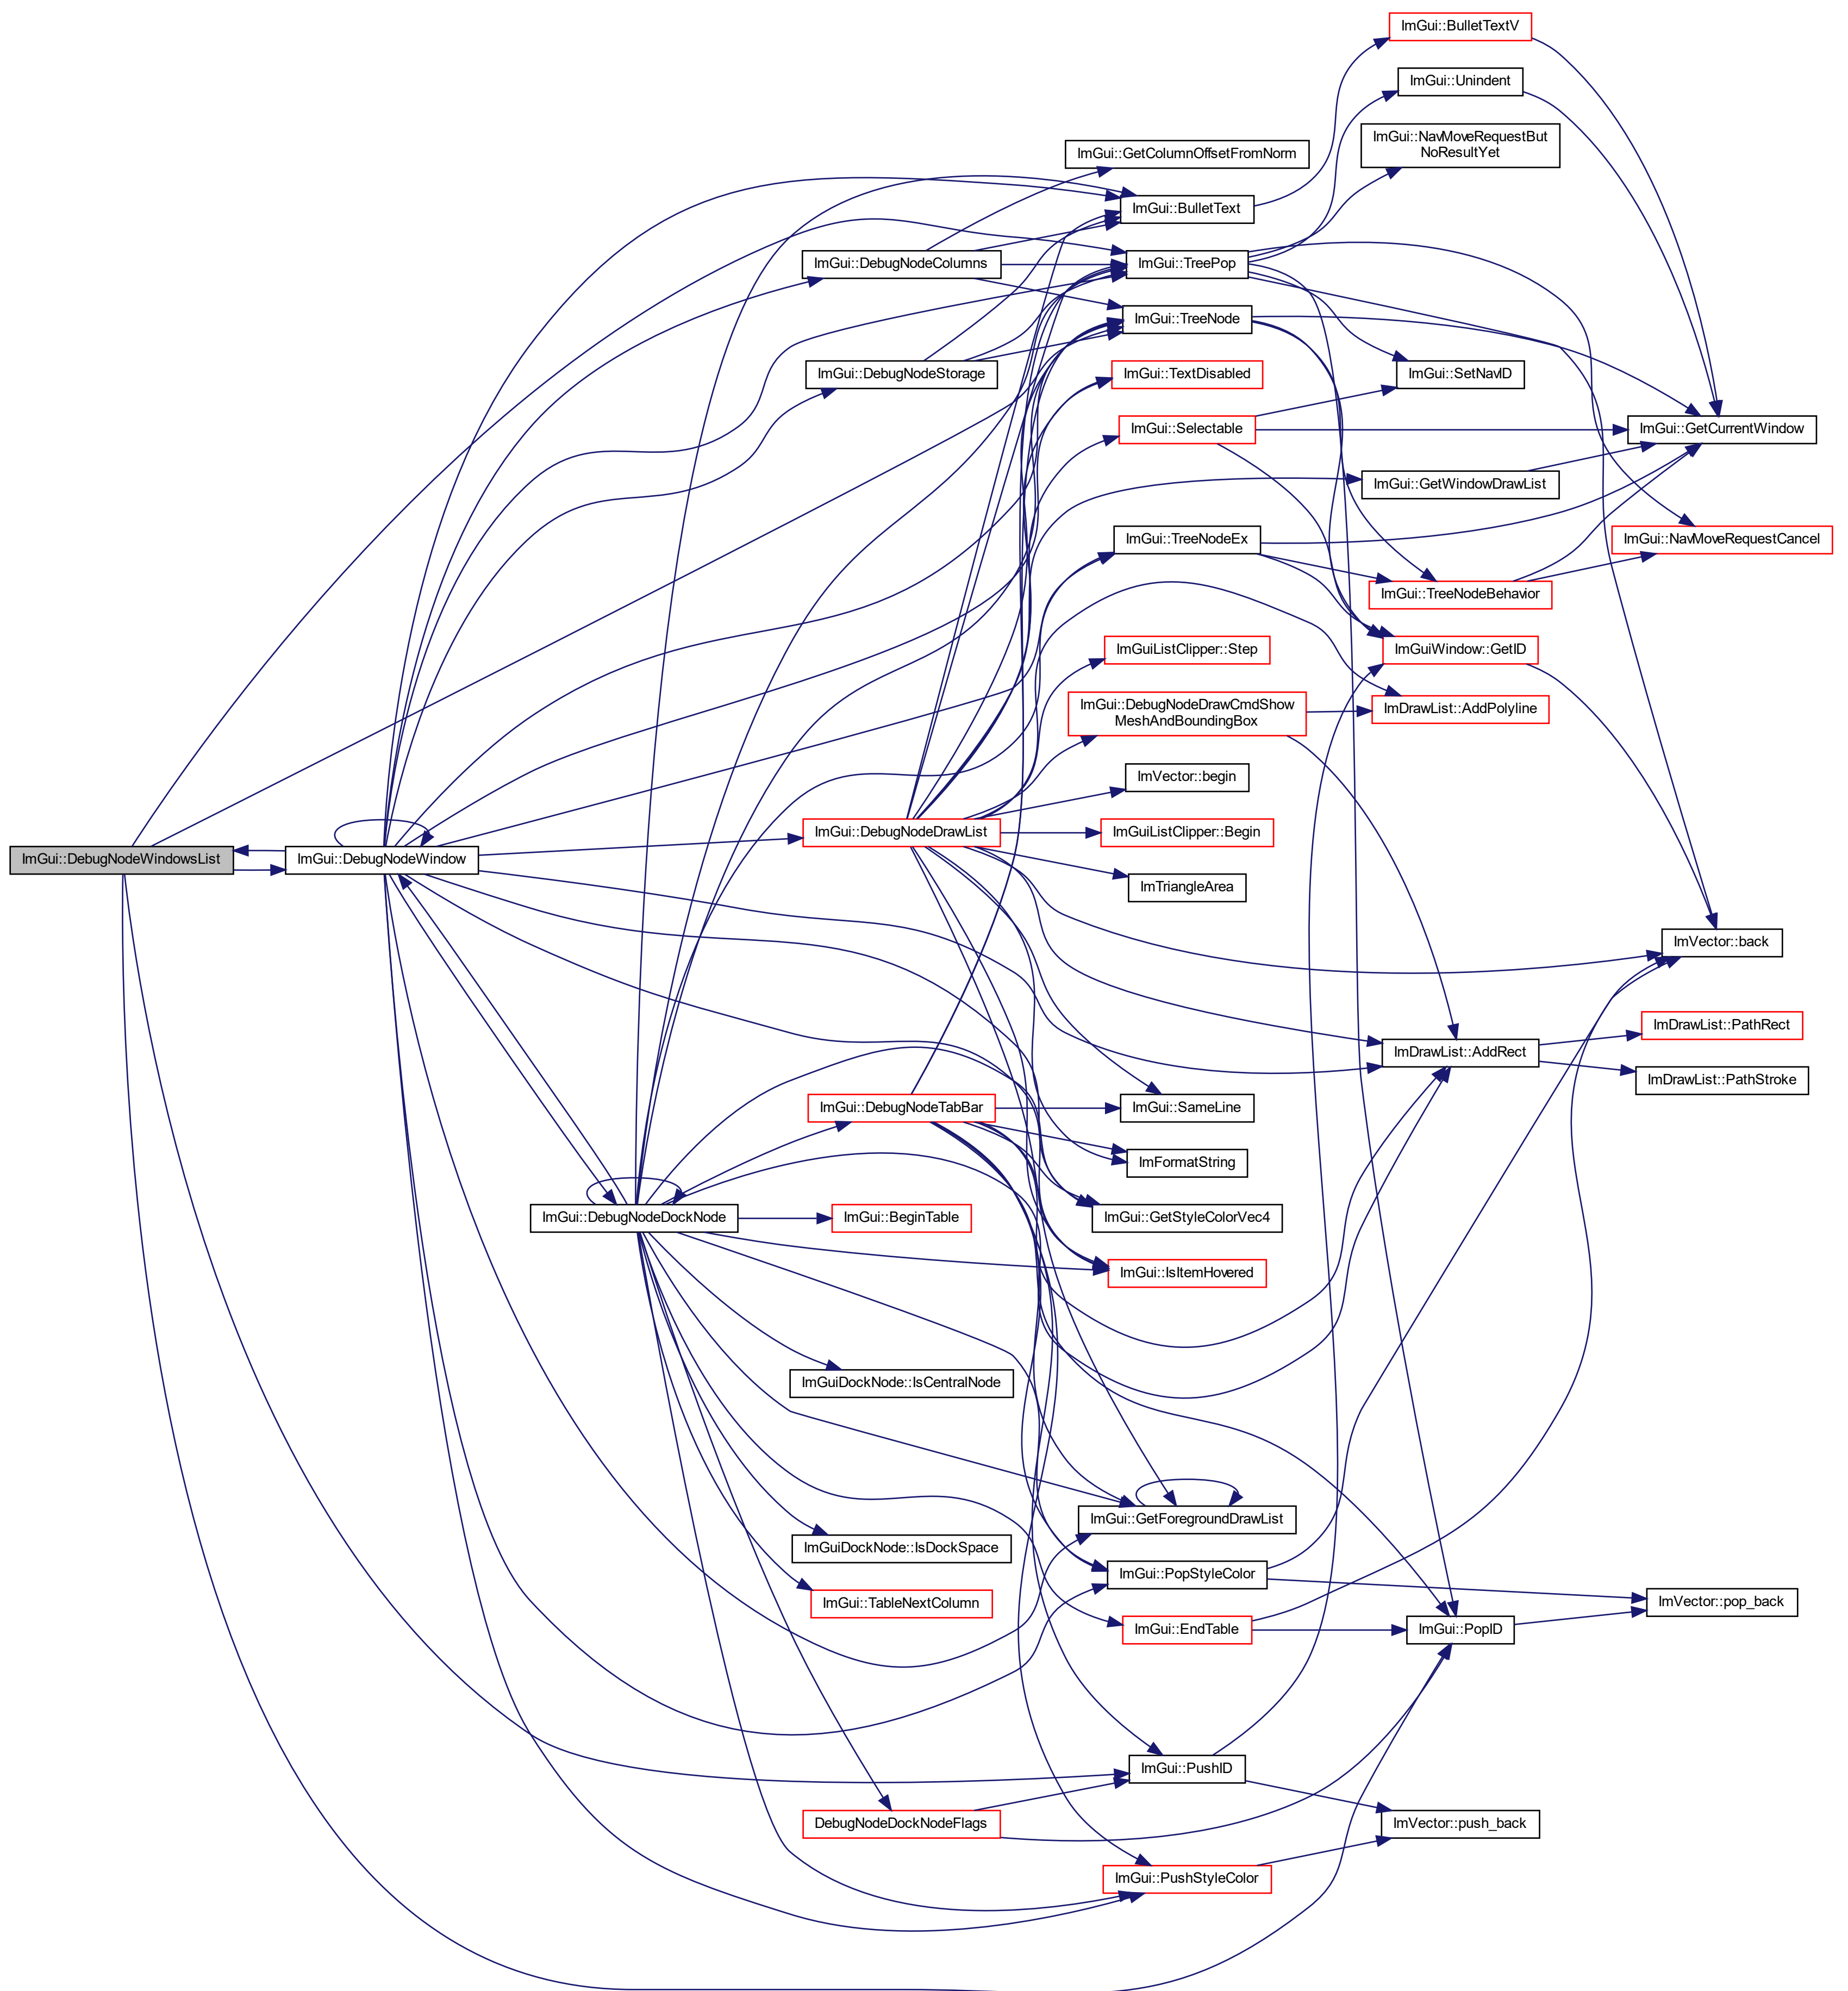 ImGui::BulletTextV
ImGui::Unindent
ImGui::NavMoveRequestBut
NoResultYet
ImGui::GetColumnOffsetFromNorm
ImGui::BulletText
ImGui::DebugNodeColumns
ImGui::TreePop
ImGui::TreeNode
ImGui::DebugNodeStorage
ImGui::TextDisabled
ImGui::SetNavID
ImGui::Selectable
ImGui::GetCurrentWindow
ImGui::GetWindowDrawList
ImGui::TreeNodeEx
ImGui::NavMoveRequestCancel
ImGui::TreeNodeBehavior
ImGuiListClipper::Step
ImGuiWindow::GetID
ImGui::DebugNodeDrawCmdShow
MeshAndBoundingBox
ImDrawList::AddPolyline
ImVector::begin
ImGui::DebugNodeDrawList
ImGuiListClipper::Begin
ImGui::DebugNodeWindowsList
ImGui::DebugNodeWindow
ImTriangleArea
ImVector::back
ImDrawList::PathRect
ImDrawList::AddRect
ImDrawList::PathStroke
ImGui::DebugNodeTabBar
ImGui::SameLine
ImFormatString
ImGui::DebugNodeDockNode
ImGui::BeginTable
ImGui::GetStyleColorVec4
ImGui::IsItemHovered
ImGuiDockNode::IsCentralNode
ImGui::GetForegroundDrawList
ImGuiDockNode::IsDockSpace
ImGui::PopStyleColor
ImGui::TableNextColumn
ImVector::pop_back
ImGui::EndTable
ImGui::PopID
ImGui::PushID
DebugNodeDockNodeFlags
ImVector::push_back
ImGui::PushStyleColor